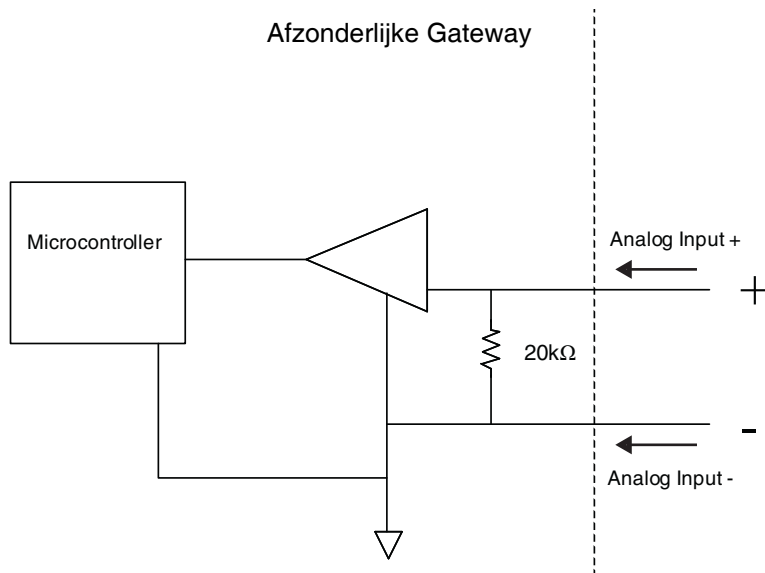 Afzonderlijke Gateway
Microcontroller
Analog Input +
+
20kΩ
-
Analog Input -